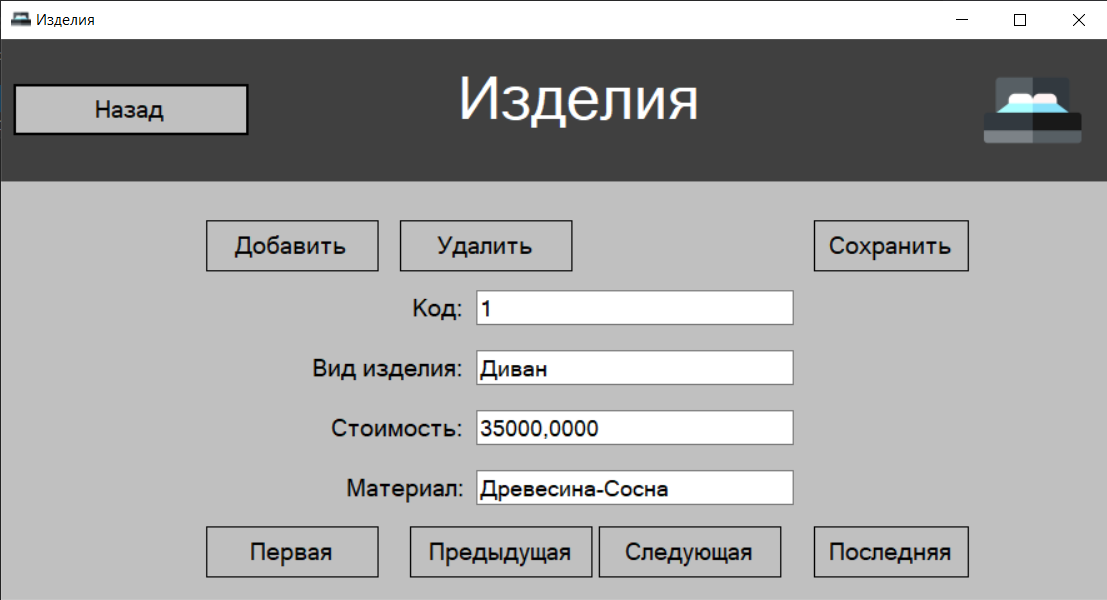 Изделия
Назад
Изделия
Добавить
Удалить
Сохранить
Код: 1
Вид изделия: Диван
Стоимость: 35000,0000
Материал: Древесина-Сосна
Первая
Предыдущая
Следующая
Последняя